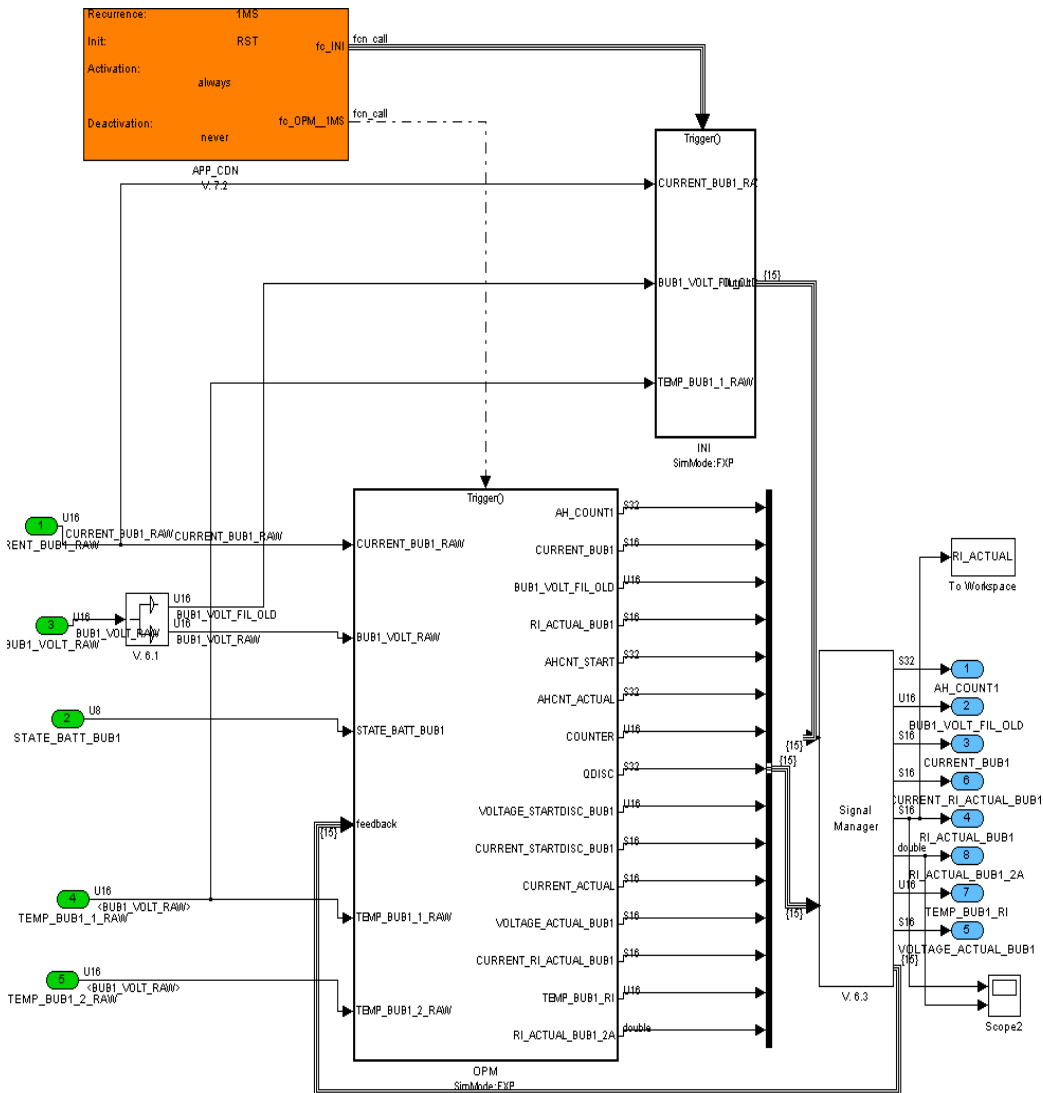 Recurrence: 1MS
Init: RST
fc_INI
fcn_call
Activation:
always
Deactivation:
fc_OPM__1MS
fcn_call
never
APP_CDN
V. 7.2
Trigger()
CURRENT_BUB1_RA
BUB1_VOLT_FIL_OLD
{15}
TEMP_BUB1_1_RAW
INI
SimMode:FXP
Trigger()
1
U16
CURRENT_BUB1_RAW
CURRENT_BUB1_RAW
RENT_BUB1_RAW
CURRENT_BUB1_RAW
3
U16
BUB1_VOLT_RAW
BUB1_VOLT_RAW
V. 6.1
U16
BUB1_VOLT_FIL_OLD
U16
BUB1_VOLT_RAW
BUB1_VOLT_RAW
2
U8
STATE_BATT_BUB1
STATE_BATT_BUB1
feedback
{15}
4
U16
<BUB1_VOLT_RAW>
TEMP_BUB1_1_RAW
TEMP_BUB1_1_RAW
5
U16
<BUB1_VOLT_RAW>
TEMP_BUB1_2_RAW
TEMP_BUB1_2_RAW
AH_COUNT1 S32
CURRENT_BUB1 S16
BUB1_VOLT_FIL_OLD U16
RI_ACTUAL_BUB1 S16
AHCNT_START S32
AHCNT_ACTUAL S32
COUNTER U16
QDISC S32
VOLTAGE_STARTDISC_BUB1 U16
CURRENT_STARTDISC_BUB1 S16
CURRENT_ACTUAL S16
VOLTAGE_ACTUAL_BUB1 S16
CURRENT_RI_ACTUAL_BUB1 S16
TEMP_BUB1_RI U16
RI_ACTUAL_BUB1_2A double
OPM
SimMode:FXP
{15}
{15}
{15}
Signal
Manager
V. 6.3
RI_ACTUAL
To Workspace
S32
1
AH_COUNT1
U16
2
BUB1_VOLT_FIL_OLD
S16
3
CURRENT_BUB1
S16
6
CURRENT_RI_ACTUAL_BUB1
S16
4
RI_ACTUAL_BUB1
double
8
RI_ACTUAL_BUB1_2A
U16
7
TEMP_BUB1_RI
S16
5
VOLTAGE_ACTUAL_BUB1
{15}
Scope2